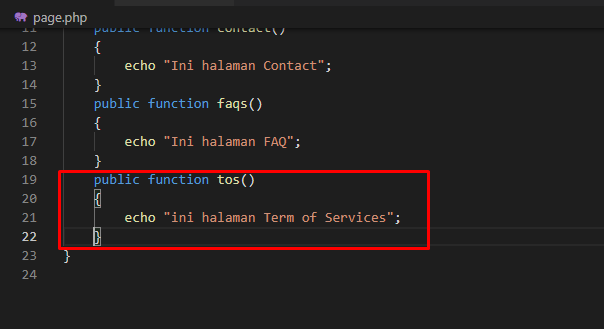 page.php
11 public function contact()
12 {
13 echo "Ini halaman Contact";
14 }
15 public function faqs()
16 {
17 echo "Ini halaman FAQ";
18 }
19 public function tos()
20 {
21 echo "ini halaman Term of Services";
22 }
23 }
24